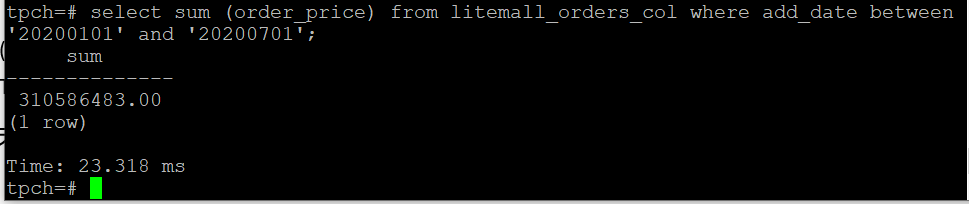 tpch=# select sum (order_price) from litemall_orders_col where add_date between
'20200101' and '20200701';
sum
--------------
310586483.00
(1 row)
Time: 23.318 ms
tpch=#